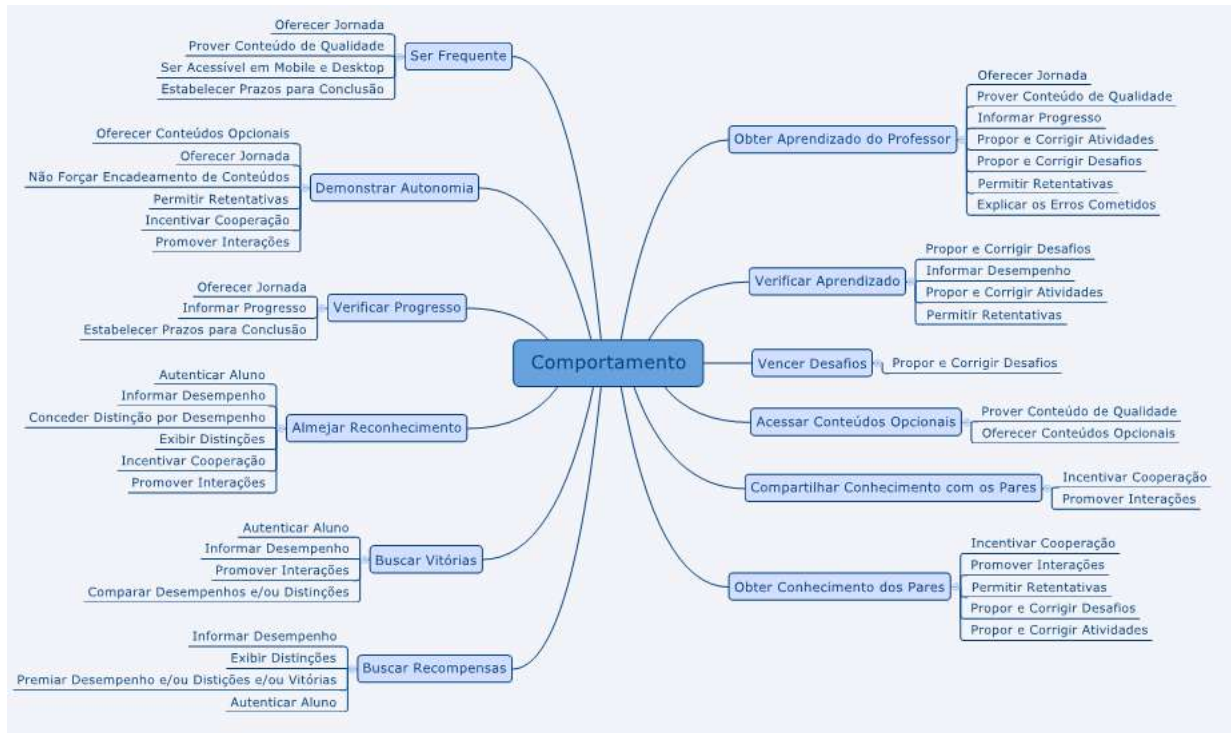 Oferecer Jornada
Prover Conteúdo de Qualidade
Ser Acessível em Mobile e Desktop
Estabelecer Prazos para Conclusão
Ser Frequente
Oferecer Conteúdos Opcionais
Oferecer Jornada
Não Forçar Encadeamento de Conteúdos
Permitir Retentativas
Incentivar Cooperação
Promover Interações
Demonstrar Autonomia
Oferecer Jornada
Informar Progresso
Estabelecer Prazos para Conclusão
Verificar Progresso
Autenticar Aluno
Informar Desempenho
Conceder Distinção por Desempenho
Exibir Distinções
Incentivar Cooperação
Promover Interações
Almejar Reconhecimento
Autenticar Aluno
Informar Desempenho
Promover Interações
Comparar Desempenhos e/ou Distinções
Buscar Vitórias
Informar Desempenho
Exibir Distinções
Premiar Desempenho e/ou Distições e/ou Vitórias
Autenticar Aluno
Buscar Recompensas
Comportamento
Obter Aprendizado do Professor
Oferecer Jornada
Prover Conteúdo de Qualidade
Informar Progresso
Propor e Corrigir Atividades
Propor e Corrigir Desafios
Permitir Retentativas
Explicar os Erros Cometidos
Verificar Aprendizado
Propor e Corrigir Desafios
Informar Desempenho
Propor e Corrigir Atividades
Permitir Retentativas
Vencer Desafios
Propor e Corrigir Desafios
Acessar Conteúdos Opcionais
Prover Conteúdo de Qualidade
Oferecer Conteúdos Opcionais
Compartilhar Conhecimento com os Pares
Incentivar Cooperação
Promover Interações
Obter Conhecimento dos Pares
Incentivar Cooperação
Promover Interações
Permitir Retentativas
Propor e Corrigir Desafios
Propor e Corrigir Atividades